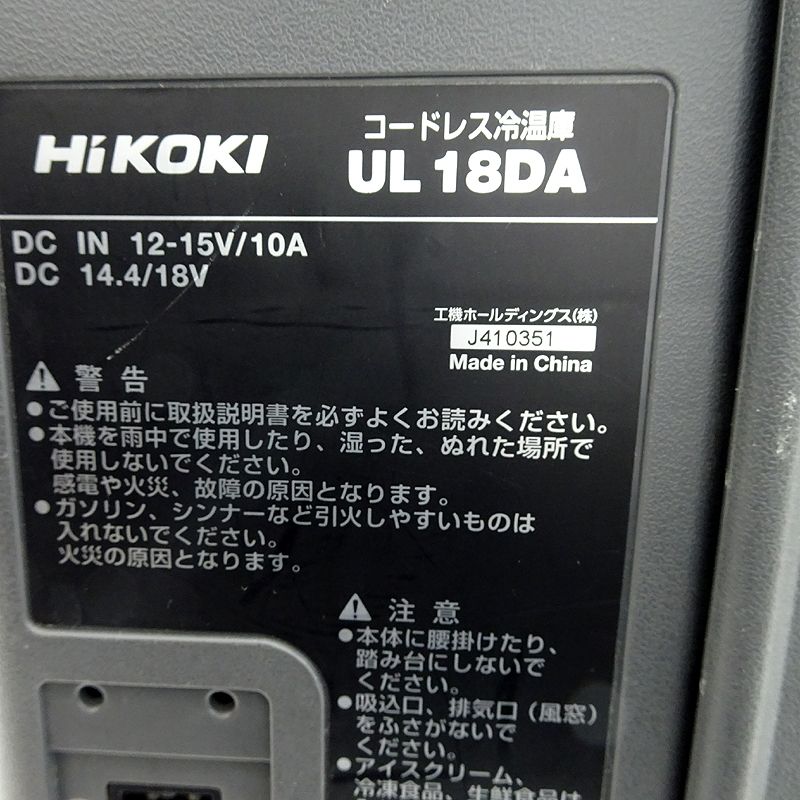 HiKOKI
コードレス冷温庫
UL 18DA
DC IN 12-15V/10A
DC 14.4/18V
工機ホールディングス(株)
J410351
Made in China
警告
●ご使用前に取扱説明書を必ずよくお読みください。
●本機を雨中で使用したり、湿った、ぬれた場所で
使用しないでください。
感電や火災、故障の原因となります。
●ガソリン、シンナーなど引火しやすいものは
入れないでください。
火災の原因となります。
注意
●本体に腰掛けたり、
踏み台にしないで
ください。
●吸込口、排気口(風窓)
をふさがないで
ください。
●アイスクリーム、
冷凍食品、生鮮食品は